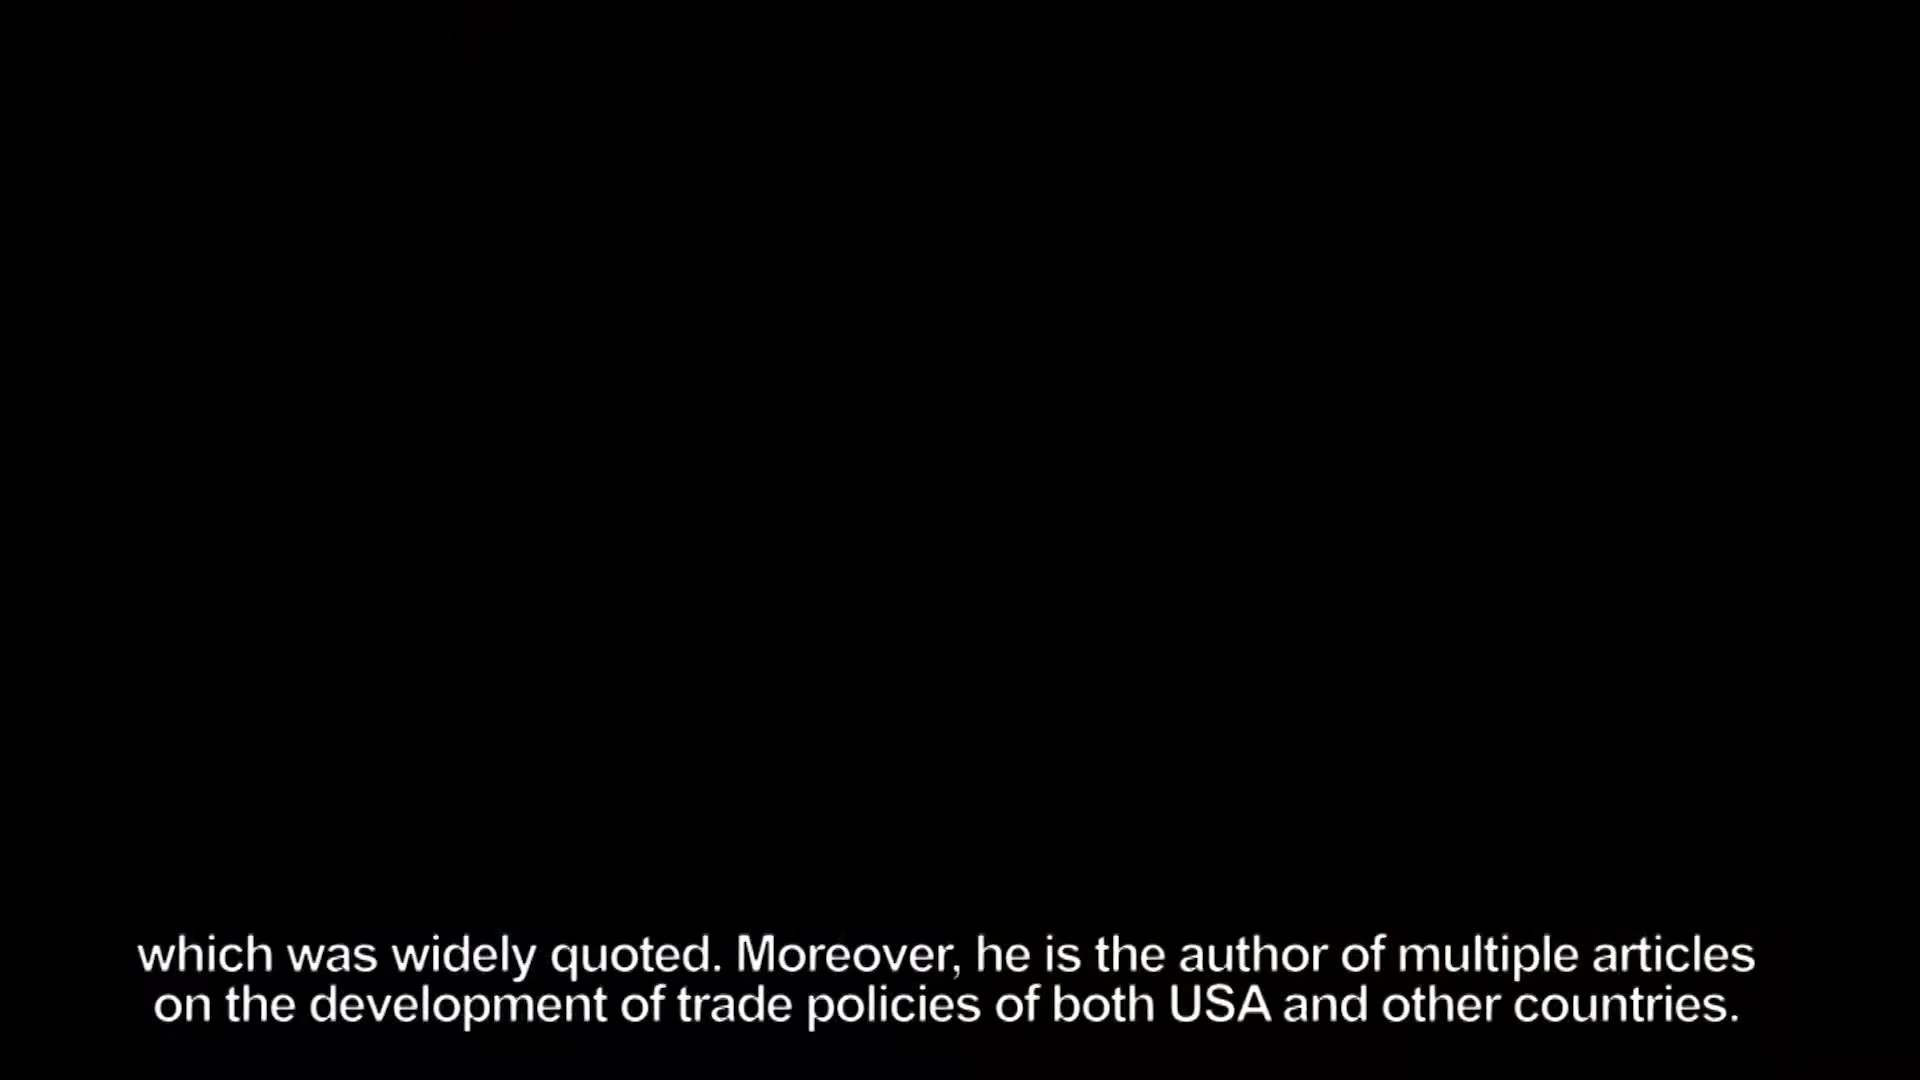 which was widely quoted. Moreover, he is the author of multiple articles
on the development of trade policies of both USA and other countries.